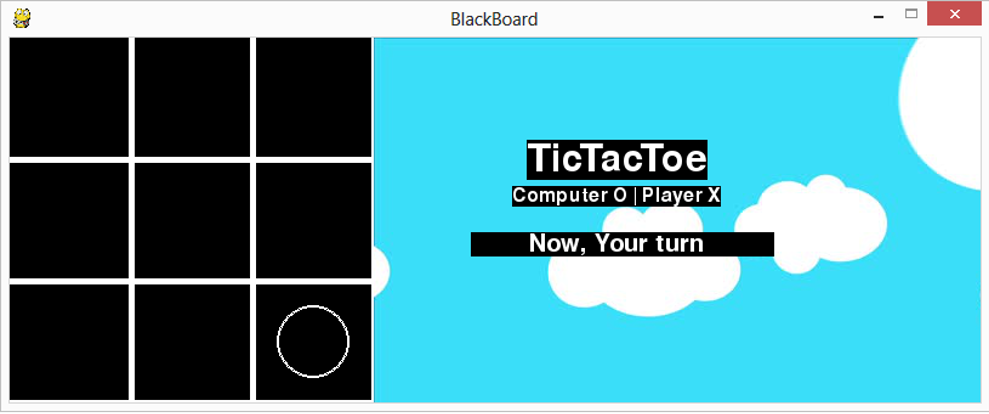 BlackBoard
TicTacToe
Computer O | Player X
Now, Your turn